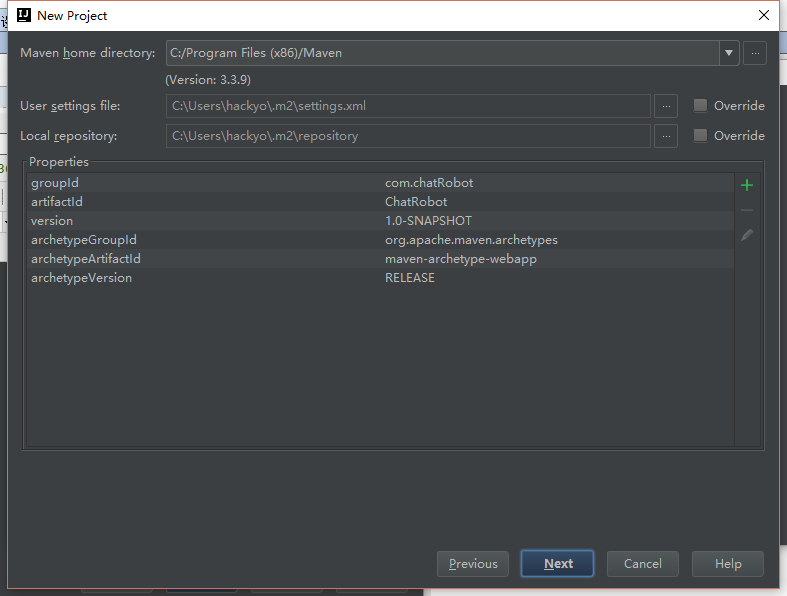 New Project
Maven home directory: C:/Program Files (x86)/Maven
(Version: 3.3.9)
User settings file: C:\Users\hackyo\.m2\settings.xml ... Override
Local repository: C:\Users\hackyo\.m2\repository ... Override
Properties
groupId com.chatRobot
artifactId ChatRobot
version 1.0-SNAPSHOT
archetypeGroupId org.apache.maven.archetypes
archetypeArtifactId maven-archetype-webapp
archetypeVersion RELEASE
Previous Next Cancel Help